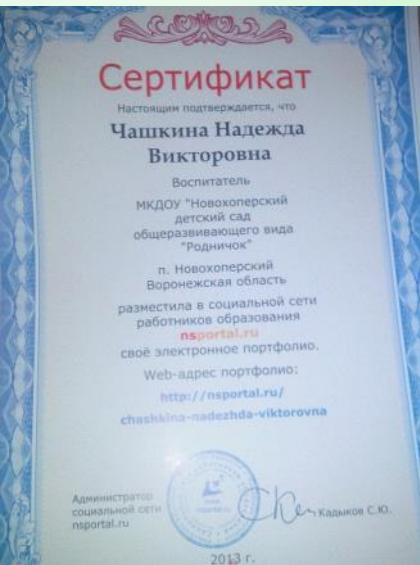 Сертификат
Настоящим подтверждается, что
Чашкина Надежда
Викторовна
Воспитатель
МКДОУ "Новохоперский
детский сад
общеразвивающего вида
"Родничок"
п. Новохоперский
Воронежская область
разместила в социальной сети
работников образования
nsportal.ru
своё электронное портфолио.
Web-адрес портфолио:
http://nsportal.ru/
chashkina-nadezhda-viktorovna
Администратор
социальной сети
nsportal.ru
Кадыков С.Ю.
2013 г.